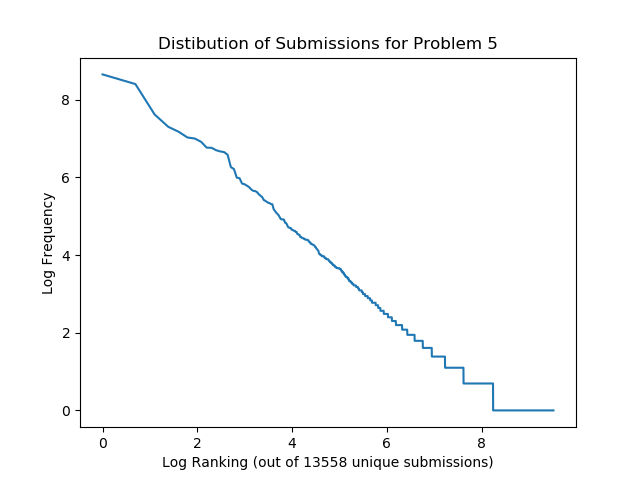 Distibution of Submissions for Problem 5
8
6
4
2
0
Log Frequency
0 2 4 6 8
Log Ranking (out of 13558 unique submissions)